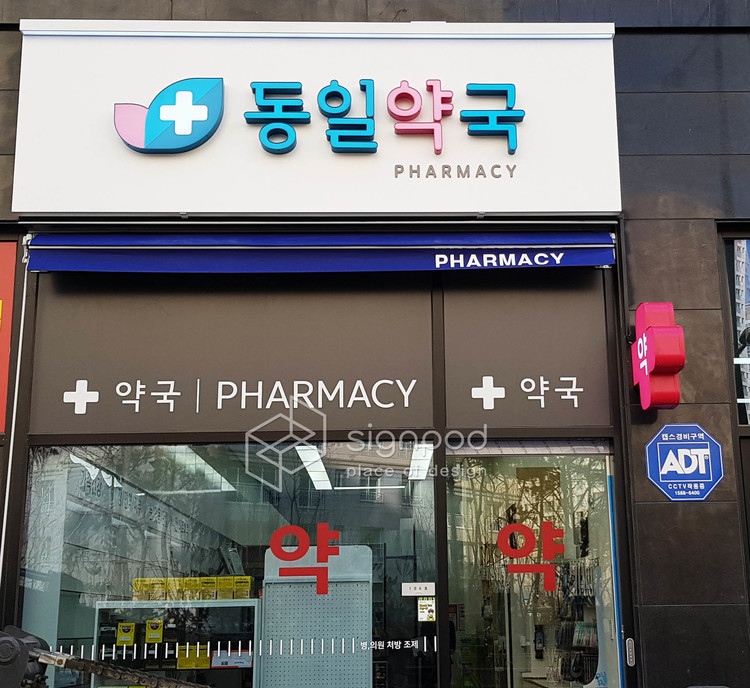 동일약국
PHARMACY
PHARMACY
약국 | PHARMACY
약국
약
signpod
place of design
캡스경비구역
ADT
CCTV작동중
1588-6400
약
약
병,의원 처방 조제